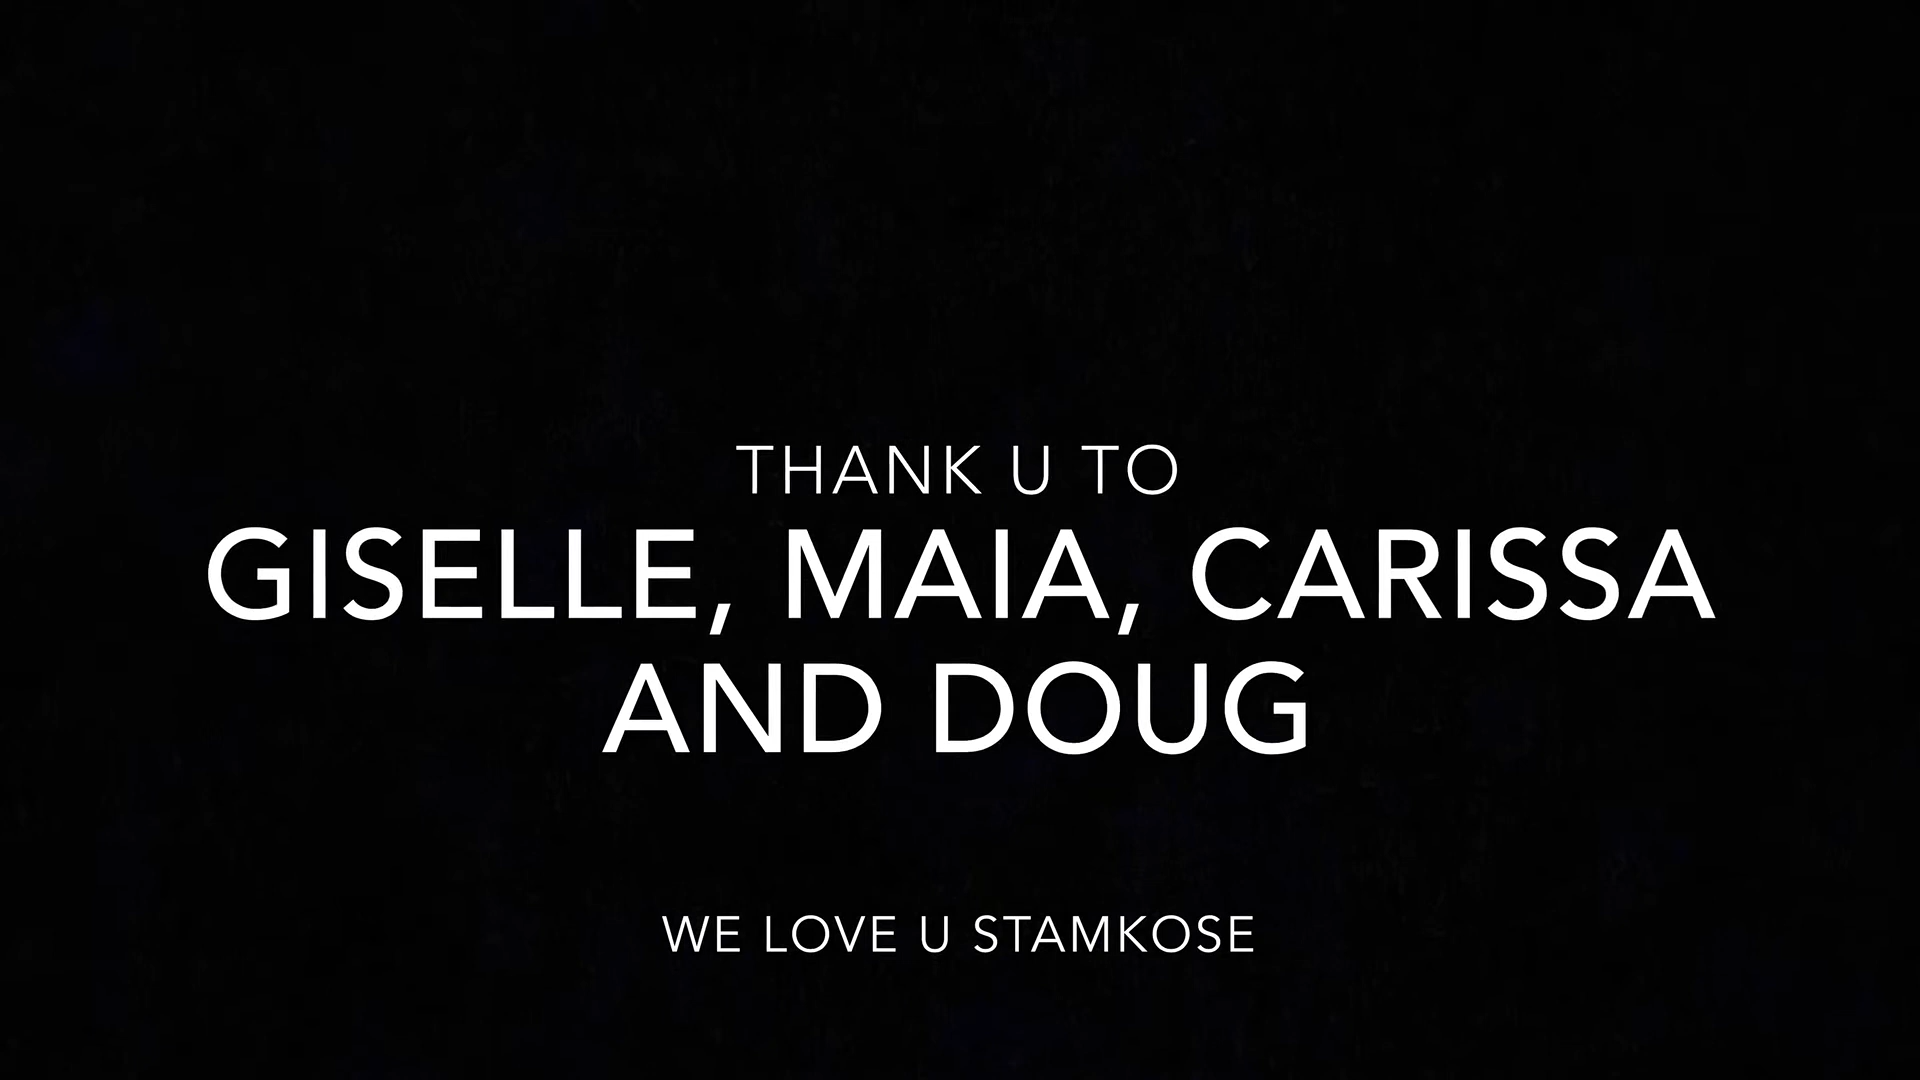 THANK U TO
GISELLE, MAIA, CARISSA
AND DOUG
WE LOVE U STAMKOSE